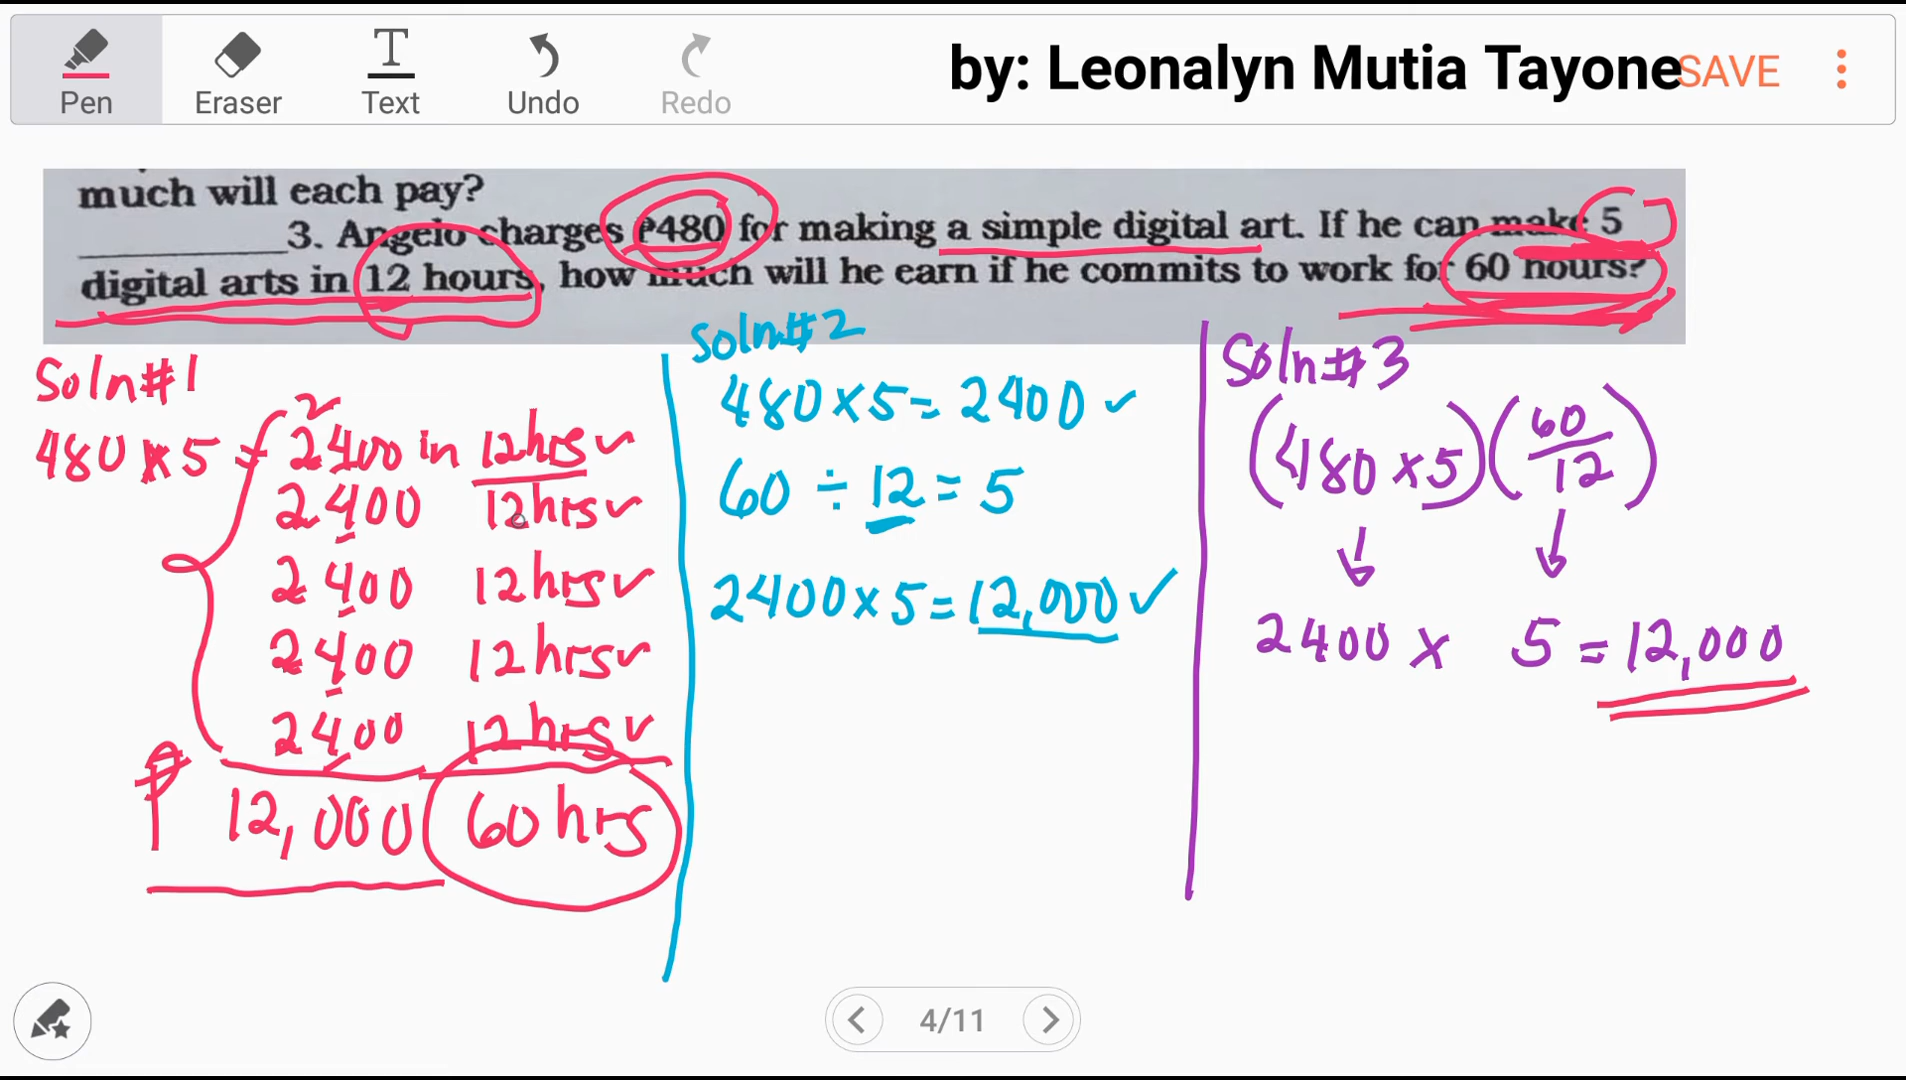 Pen
Eraser
Text
Undo
Redo
by: Leonalyn Mutia Tayone
SAVE
much will each pay?
________3. Angelo charges ₱480 for making a simple digital art. If he can make 5
digital arts in 12 hours, how much will he earn if he commits to work for 60 hours?
Soln#1
2
480 x 5 = 2400 in 12hrs ✓
2400 12hrs ✓
2400 12hrs ✓
2400 12hrs ✓
2400 12hrs ✓
₱ 12,000 60 hrs
Soln#2
480 x 5 = 2400 ✓
60 ÷ 12 = 5
2400 x 5 = 12,000 ✓
Soln#3
(480 x 5) (60/12)
2400 x 5 = 12,000
4/11